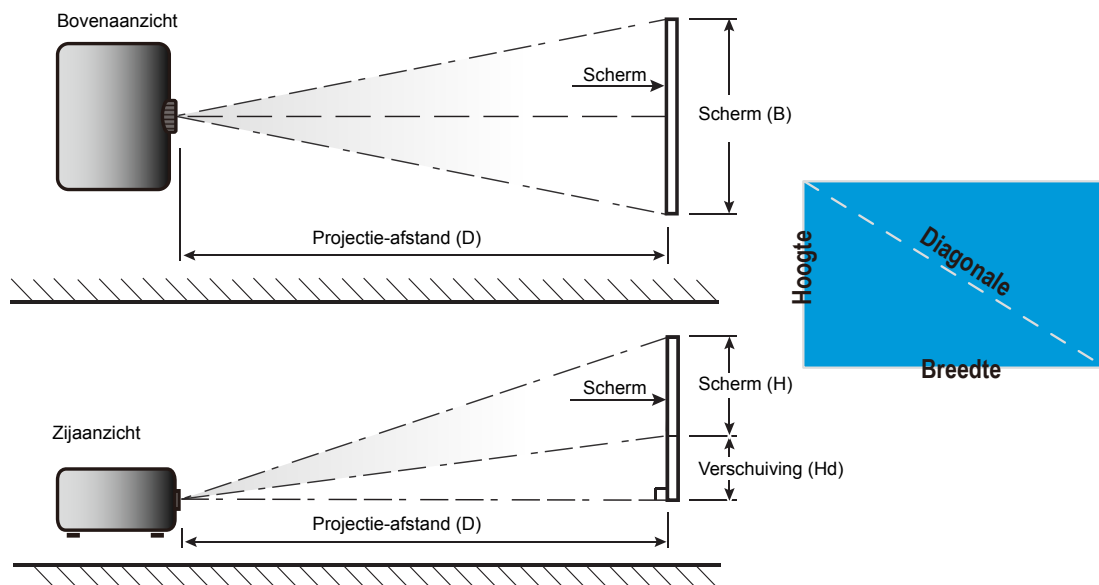 Bovenaanzicht
Scherm
Scherm (B)
Projectie-afstand (D)
Hoogte
Diagonale
Breedte
Zijaanzicht
Scherm
Scherm (H)
Verschuiving (Hd)
Projectie-afstand (D)